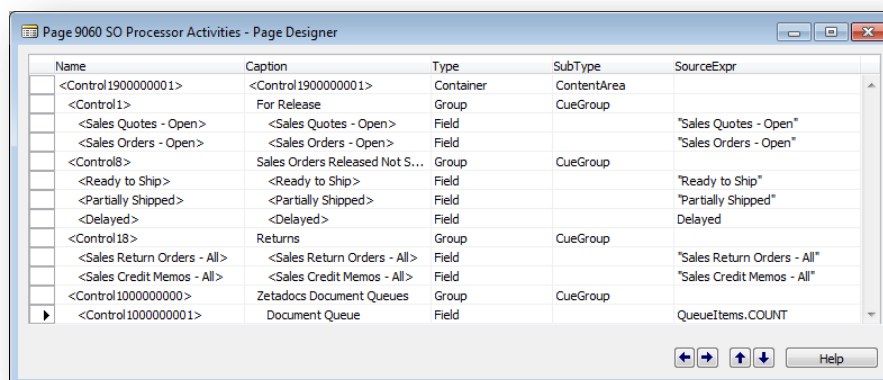 Page 9060 SO Processor Activities - Page Designer
Name Caption Type SubType SourceExpr
<Control1900000001> <Control1900000001> Container ContentArea
<Control1> For Release Group CueGroup
<Sales Quotes - Open> <Sales Quotes - Open> Field "Sales Quotes - Open"
<Sales Orders - Open> <Sales Orders - Open> Field "Sales Orders - Open"
<Control8> Sales Orders Released Not S... Group CueGroup
<Ready to Ship> <Ready to Ship> Field "Ready to Ship"
<Partially Shipped> <Partially Shipped> Field "Partially Shipped"
<Delayed> <Delayed> Field Delayed
<Control18> Returns Group CueGroup
<Sales Return Orders - All> <Sales Return Orders - All> Field "Sales Return Orders - All"
<Sales Credit Memos - All> <Sales Credit Memos - All> Field "Sales Credit Memos - All"
<Control1000000000> Zetadocs Document Queues Group CueGroup
<Control1000000001> Document Queue Field QueueItems.COUNT
Help